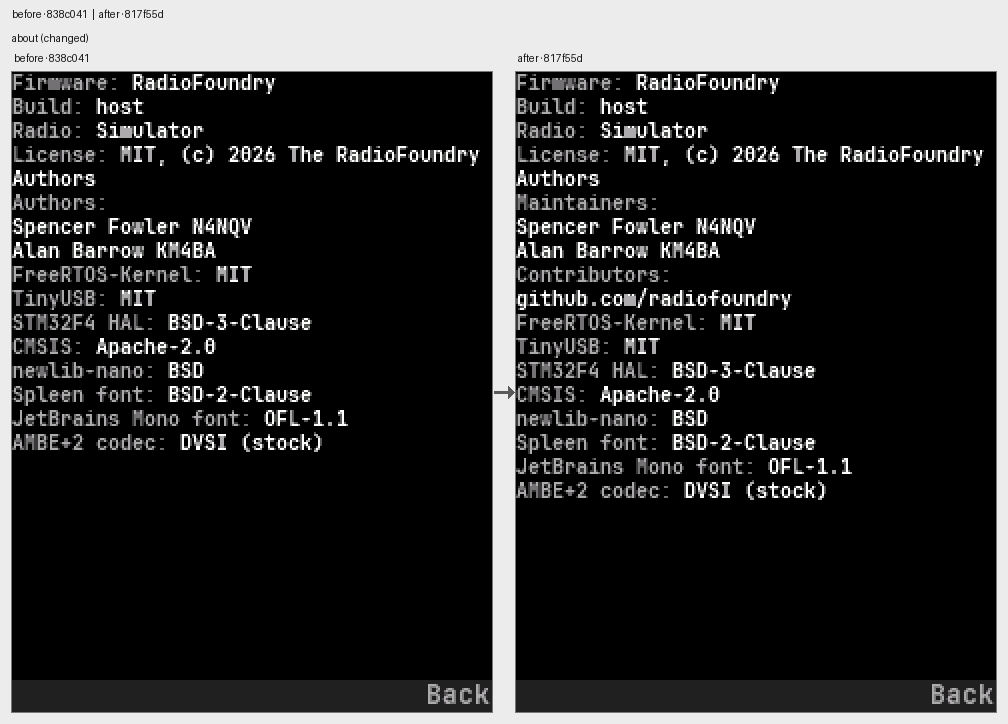 before·838c041 | after·817f55d
about (changed)
before·838c041
Firmware: RadioFoundry
Build: host
Radio: Simulator
License: MIT, (c) 2026 The RadioFoundry
Authors
Authors:
Spencer Fowler N4NQV
Alan Barrow KM4BA
FreeRTOS-Kernel: MIT
TinyUSB: MIT
STM32F4 HAL: BSD-3-Clause
CMSIS: Apache-2.0
newlib-nano: BSD
Spleen font: BSD-2-Clause
JetBrains Mono font: OFL-1.1
AMBE+2 codec: DVSI (stock)
Back
after·817f55d
Firmware: RadioFoundry
Build: host
Radio: Simulator
License: MIT, (c) 2026 The RadioFoundry
Authors
Maintainers:
Spencer Fowler N4NQV
Alan Barrow KM4BA
Contributors:
github.com/radiofoundry
FreeRTOS-Kernel: MIT
TinyUSB: MIT
STM32F4 HAL: BSD-3-Clause
CMSIS: Apache-2.0
newlib-nano: BSD
Spleen font: BSD-2-Clause
JetBrains Mono font: OFL-1.1
AMBE+2 codec: DVSI (stock)
Back